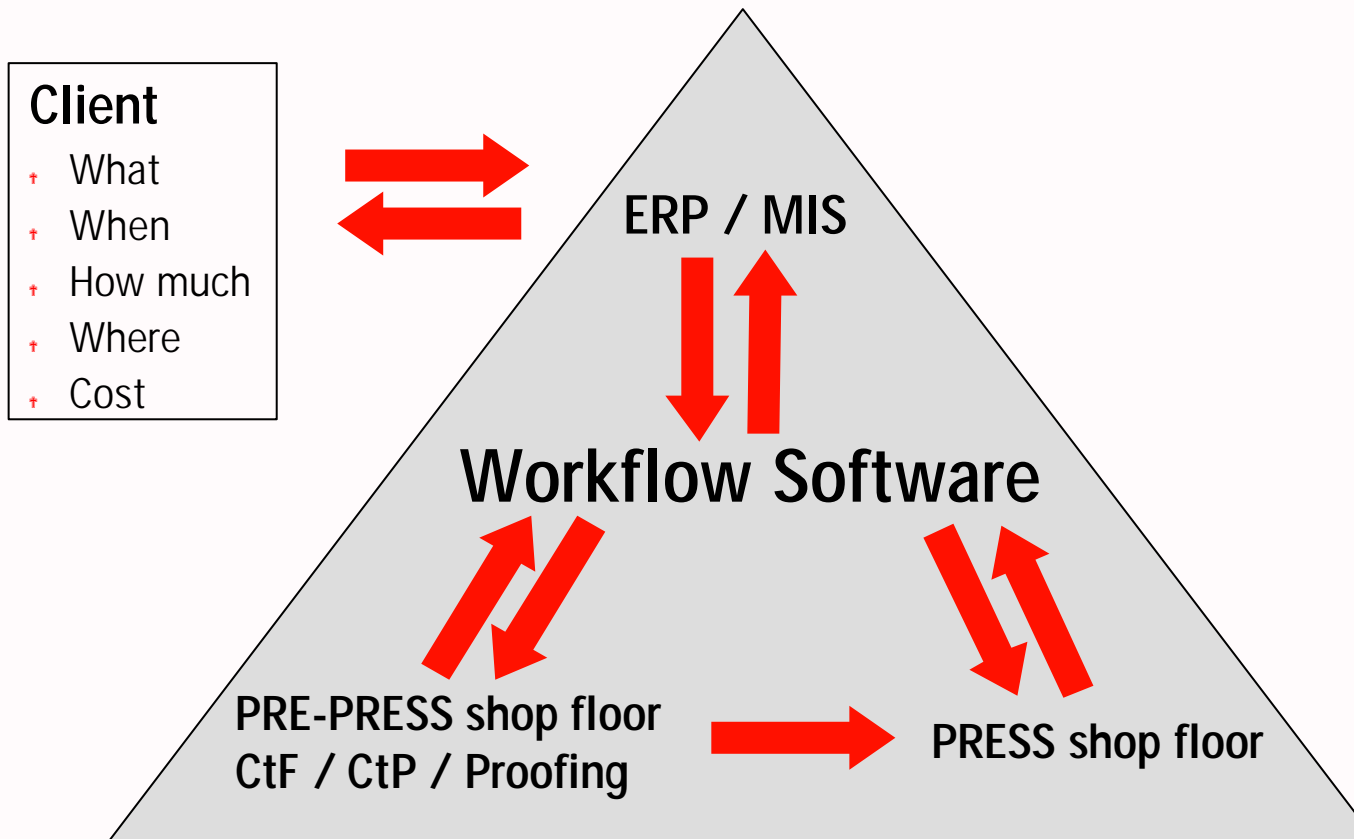 Client
What
When
How much
Where
Cost
ERP / MIS
Workflow Software
PRE-PRESS shop floor
CtF / CtP / Proofing
PRESS shop floor